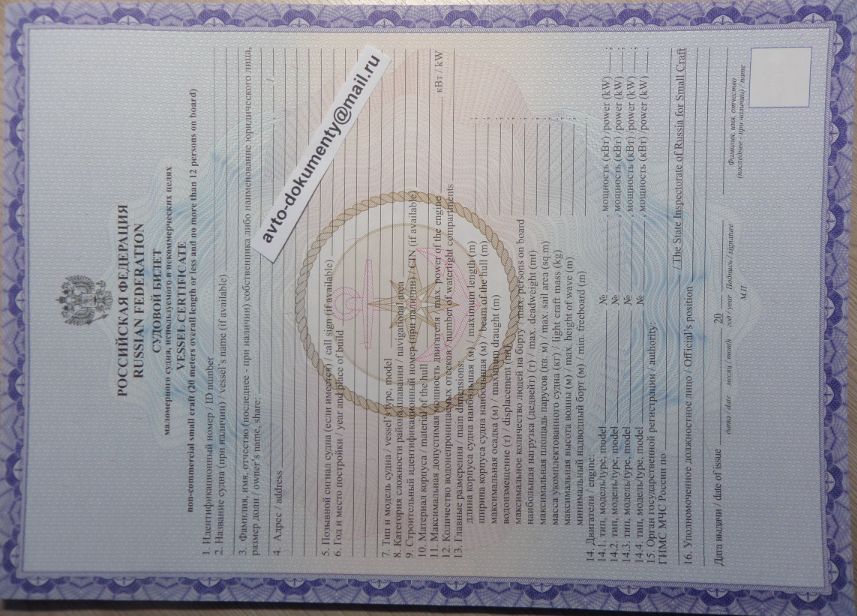 РОССИЙСКАЯ ФЕДЕРАЦИЯ
RUSSIAN FEDERATION
СУДОВОЙ БИЛЕТ
маломерного судна, используемого в некоммерческих целях
VESSEL CERTIFICATE
non-commercial small craft (20 meters overall length or less and no more than 12 persons on board)
1. Идентификационный номер / ID number
2. Название судна (при наличии) / vessel's name (if available)
3. Фамилия, имя, отчество (последнее - при наличии) собственника либо наименование юридического лица,
размер доли / owner's name, share:
4. Адрес / address
5. Позывной сигнал судна (если имеется) / call sign (if available)
6. Год и место постройки / year and place of build
7. Тип и модель судна / vessel's type, model
8. Категория сложности района плавания / navigational area
9. Строительный идентификационный номер (при наличии) / CIN (if available)
10. Материал корпуса / material of the hull
11. Максимальная допустимая мощность двигателя / max. power of the engine кВт / kW
12. Количество водонепроницаемых отсеков / number of watertight compartments
13. Главные размерения / main dimensions:
длина корпуса судна наибольшая (м) / maximum length (m)
ширина корпуса судна наибольшая (м) / beam of the hull (m)
максимальная осадка (м) / maximum draught (m)
водоизмещение (т) / displacement (mt)
максимальное количество людей на борту / max. persons on board
наибольшая нагрузка (дедвейт) (т) / max. deadweight (mt)
максимальная площадь парусов (кв. м) / max. sail area (sq.m)
масса укомплектованного судна (кг) / light craft mass (kg)
максимальная высота волны (м) / max. height of wave (m)
минимальный надводный борт (м) / min. freeboard (m)
14. Двигатели / engine:
14.1. тип, модель/type, model № , мощность (кВт) /power (kW) ;
14.2. тип, модель/type, model № , мощность (кВт) /power (kW) ;
14.3. тип, модель/type, model № , мощность (кВт) /power (kW) ;
14.4. тип, модель/type, model № , мощность (кВт) /power (kW) .
15. Орган государственной регистрации / authority:
ГИМС МЧС России по / The State Inspectorate of Russia for Small Craft
16. Уполномоченное должностное лицо / Official's position
Дата выдачи / date of issue 20
дата / date месяц / month год / year Подпись / signature Фамилия, имя, отчество
(последнее - при наличии) / name
М.П.
avto-dokumenty@mail.ru